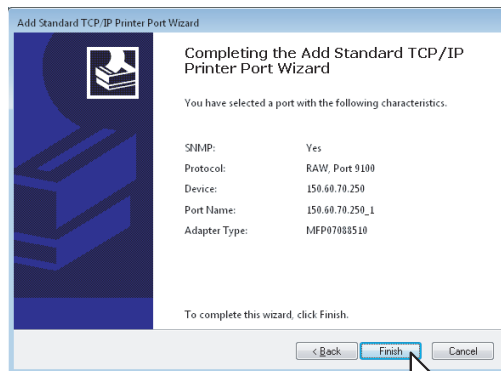 Add Standard TCP/IP Printer Port Wizard
Completing the Add Standard TCP/IP
Printer Port Wizard
You have selected a port with the following characteristics.
SNMP: Yes
Protocol: RAW, Port 9100
Device: 150.60.70.250
Port Name: 150.60.70.250_1
Adapter Type: MFP07088510
To complete this wizard, click Finish.
< Back Finish Cancel